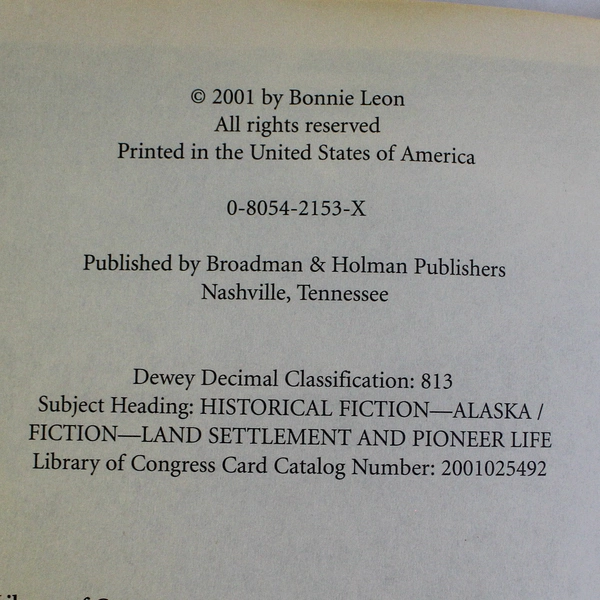 © 2001 by Bonnie Leon
All rights reserved
Printed in the United States of America
0-8054-2153-X
Published by Broadman & Holman Publishers
Nashville, Tennessee
Dewey Decimal Classification: 813
Subject Heading: HISTORICAL FICTION—ALASKA /
FICTION—LAND SETTLEMENT AND PIONEER LIFE
Library of Congress Card Catalog Number: 2001025492